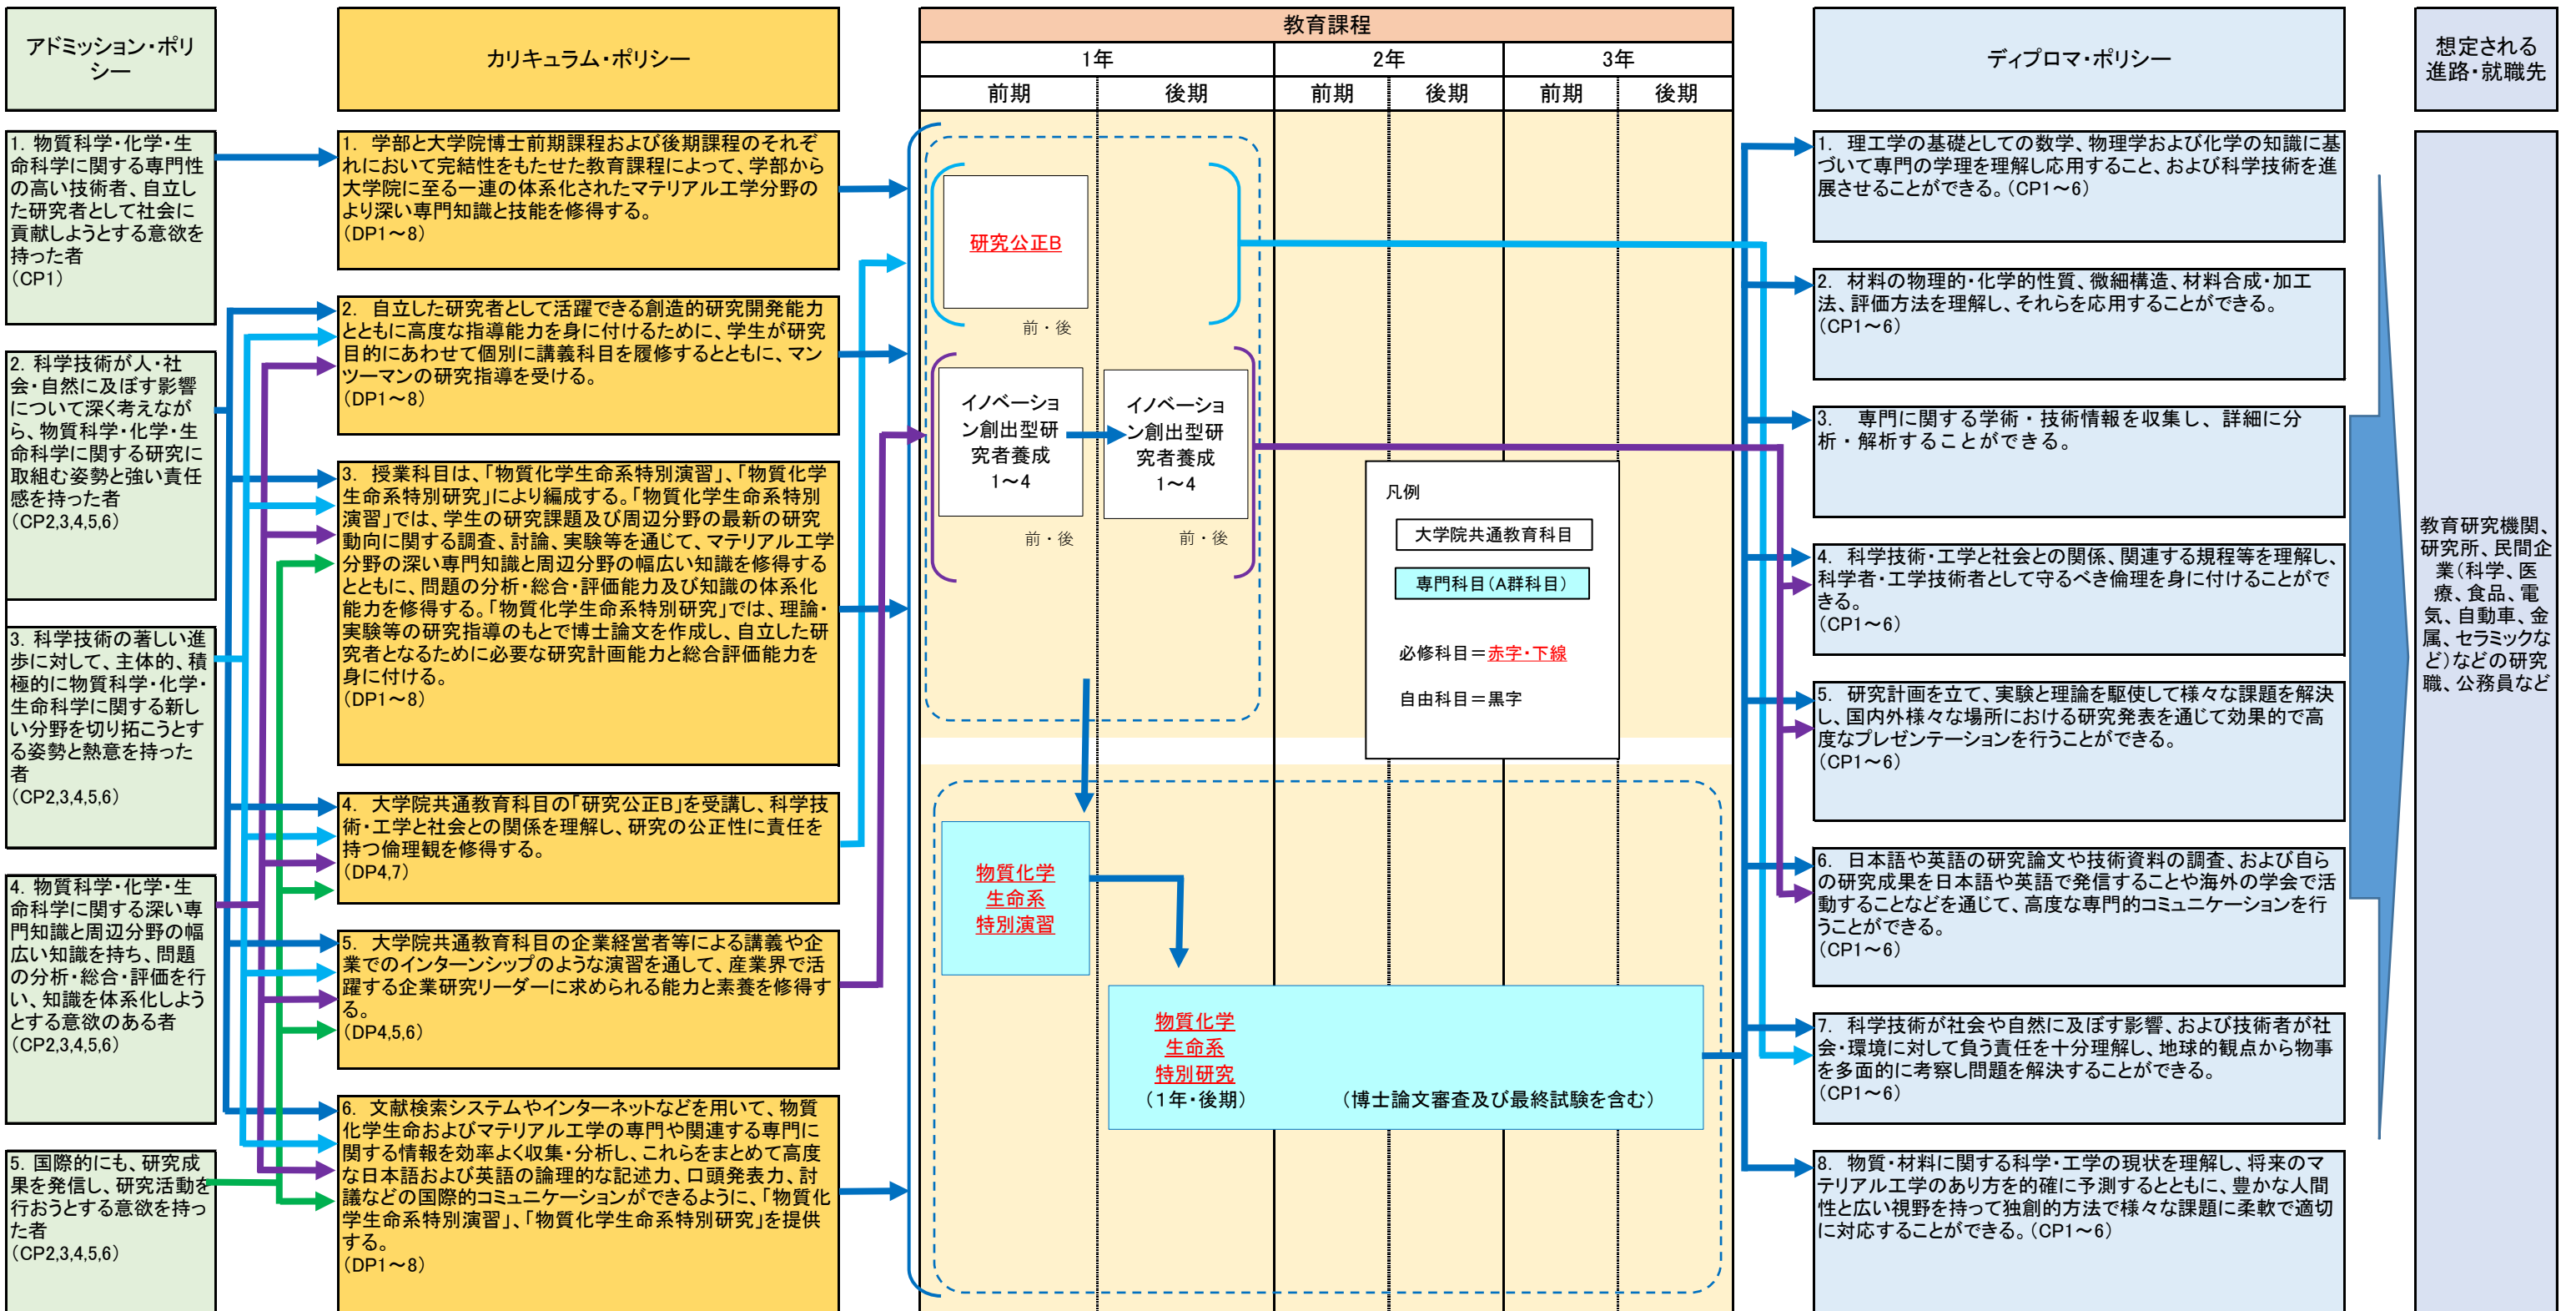 アドミッション・ポリ
シー
カリキュラム・ポリシー
教育課程
1年
2年
3年
前期
後期
前期
後期
前期
後期
ディプロマ・ポリシー
想定される
進路・就職先
1. 物質科学・化学・生
命科学に関する専門性
の高い技術者、自立し
た研究者として社会に
貢献しようとする意欲を
持った者
(CP1)
2. 科学技術が人・社
会・自然に及ぼす影響
について深く考えなが
ら、物質科学・化学・生
命科学に関する研究に
取組む姿勢と強い責任
感を持った者
(CP2,3,4,5,6)
3. 科学技術の著しい進
歩に対して、主体的、積
極的に物質科学・化学・
生命科学に関する新し
い分野を切り拓こうとす
る姿勢と熱意を持った
者
(CP2,3,4,5,6)
4. 物質科学・化学・生
命科学に関する深い専
門知識と周辺分野の幅
広い知識を持ち、問題
の分析・総合・評価を行
い、知識を体系化しよう
とする意欲のある者
(CP2,3,4,5,6)
5. 国際的にも、研究成
果を発信し、研究活動を
行おうとする意欲を持っ
た者
(CP2,3,4,5,6)
1. 学部と大学院博士前期課程および後期課程のそれぞ
れにおいて完結性をもたせた教育課程によって、学部から
大学院に至る一連の体系化されたマテリアル工学分野の
より深い専門知識と技能を修得する。
(DP1～8)
2. 自立した研究者として活躍できる創造的研究開発能力
とともに高度な指導能力を身に付けるために、学生が研究
目的にあわせて個別に講義科目を履修するとともに、マン
ツーマンの研究指導を受ける。
(DP1～8)
3. 授業科目は、「物質化学生命系特別演習」、「物質化学
生命系特別研究」により編成する。「物質化学生命系特別
演習」では、学生の研究課題及び周辺分野の最新の研究
動向に関する調査、討論、実験等を通じて、マテリアル工学
分野の深い専門知識と周辺分野の幅広い知識を修得する
とともに、問題の分析・総合・評価能力及び知識の体系化
能力を修得する。「物質化学生命系特別研究」では、理論・
実験等の研究指導のもとで博士論文を作成し、自立した研
究者となるために必要な研究計画能力と総合評価能力を
身に付ける。
(DP1～8)
4. 大学院共通教育科目の「研究公正B」を受講し、科学技
術・工学と社会との関係を理解し、研究の公正性に責任を
持つ倫理観を修得する。
(DP4,7)
5. 大学院共通教育科目の企業経営者等による講義や企
業でのインターンシップのような演習を通して、産業界で活
躍する企業研究リーダーに求められる能力と素養を修得す
る。
(DP4,5,6)
6. 文献検索システムやインターネットなどを用いて、物質
化学生命およびマテリアル工学の専門や関連する専門に
関する情報を効率よく収集・分析し、これらをまとめて高度
な日本語および英語の論理的な記述力、口頭発表力、討
議などの国際的コミュニケーションができるように、「物質化
学生命系特別演習」、「物質化学生命系特別研究」を提供
する。
(DP1～8)
研究公正B
前・後
イノベーショ
ン創出型研
究者養成
1～4
前・後
イノベーショ
ン創出型研
究者養成
1～4
前・後
凡例
大学院共通教育科目
専門科目(A群科目)
必修科目＝赤字・下線
自由科目＝黒字
物質化学
生命系
特別演習
物質化学
生命系
特別研究
(1年・後期)
(博士論文審査及び最終試験を含む)
1. 理工学の基礎としての数学、物理学および化学の知識に基
づいて専門の学理を理解し応用すること、および科学技術を進
展させることができる。(CP1～6)
2. 材料の物理的・化学的性質、微細構造、材料合成・加工
法、評価方法を理解し、それらを応用することができる。
(CP1～6)
3. 専門に関する学術・技術情報を収集し、詳細に分
析・解析することができる。
4. 科学技術・工学と社会との関係、関連する規程等を理解し、
科学者・工学技術者として守るべき倫理を身に付けることがで
きる。
(CP1～6)
5. 研究計画を立て、実験と理論を駆使して様々な課題を解決
し、国内外様々な場所における研究発表を通じて効果的で高
度なプレゼンテーションを行うことができる。
(CP1～6)
6. 日本語や英語の研究論文や技術資料の調査、および自ら
の研究成果を日本語や英語で発信することや海外の学会で活
動することなどを通じて、高度な専門的コミュニケーションを行
うことができる。
(CP1～6)
7. 科学技術が社会や自然に及ぼす影響、および技術者が社
会・環境に対して負う責任を十分理解し、地球的観点から物事
を多面的に考察し問題を解決することができる。
(CP1～6)
8. 物質・材料に関する科学・工学の現状を理解し、将来のマ
テリアル工学のあり方を的確に予測するとともに、豊かな人間
性と広い視野を持って独創的方法で様々な課題に柔軟で適切
に対応することができる。(CP1～6)
教育研究機関、
研究所、民間企
業(科学、医
療、食品、電
気、自動車、金
属、セラミックな
ど)などの研究
職、公務員など